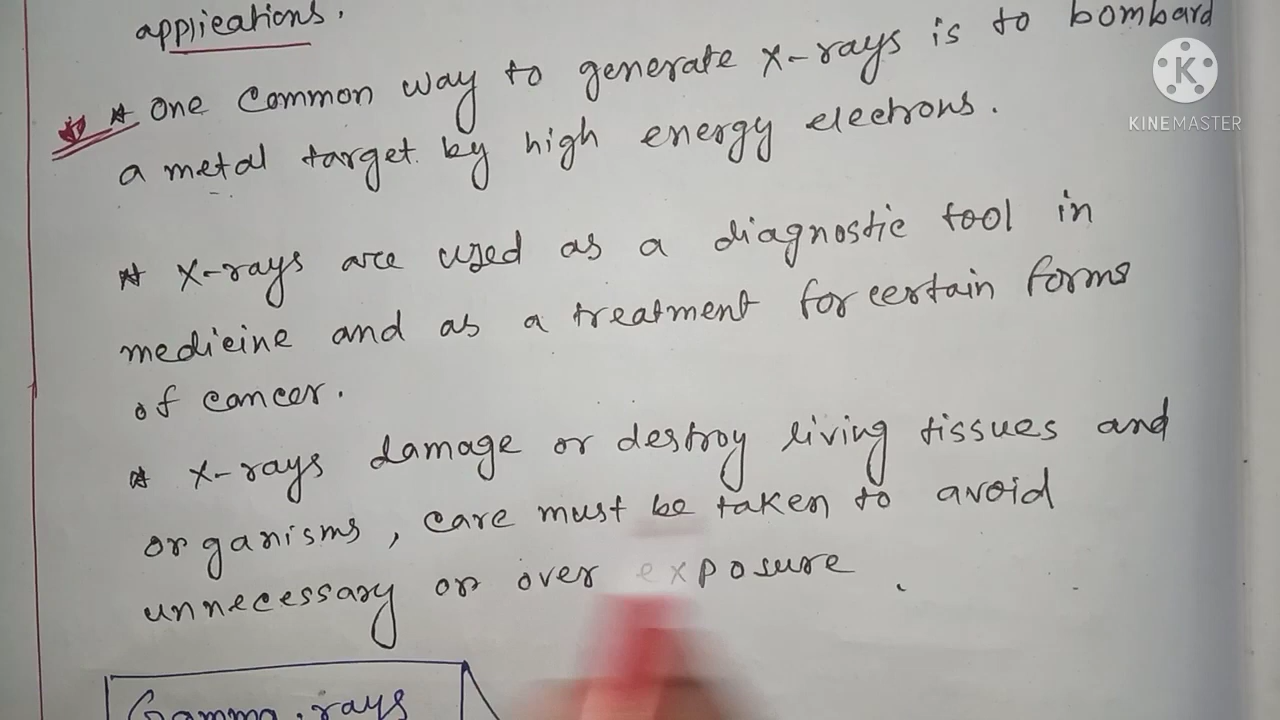 applications.
* One common way to generate x-rays is to bombard
a metal target by high energy electrons.
* X-rays are used as a diagnostic tool in
medicine and as a treatment for certain forms
of cancer.
* X-rays damage or destroy living tissues and
organisms, care must be taken to avoid
unnecessary or over exposure.
Gamma-rays
K
KINEMASTER